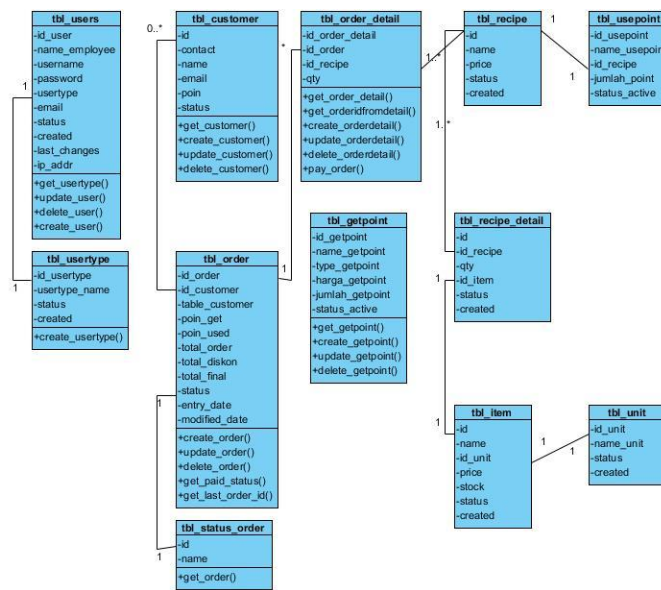 tbl_users
-id_user
-name_employee
-username
-password
-usertype
-email
-status
-created
-last_changes
-ip_addr
+get_usertype()
+update_user()
+delete_user()
+create_user()
1
1
tbl_usertype
-id_usertype
-usertype_name
-status
-created
+create_usertype()
0..*
tbl_customer
-id
-contact
-name
-email
-poin
-status
+get_customer()
+create_customer()
+update_customer()
+delete_customer()
tbl_order
-id_order
-id_customer
-table_customer
-poin_get
-poin_used
-total_order
-total_diskon
-total_final
-status
-entry_date
-modified_date
+create_order()
+update_order()
+delete_order()
+get_paid_status()
+get_last_order_id()
1
1
1
1
tbl_status_order
-id
-name
+get_order()
*
tbl_order_detail
-id_order_detail
-id_order
-id_recipe
-qty
+get_order_detail()
+get_orderidfromdetail()
+create_orderdetail()
+update_orderdetail()
+delete_orderdetail()
+pay_order()
tbl_getpoint
-id_getpoint
-name_getpoint
-type_getpoint
-harga_getpoint
-jumlah_getpoint
-status_active
+get_getpoint()
+create_getpoint()
+update_getpoint()
+delete_getpoint()
1..*
tbl_recipe
-id
-name
-price
-status
-created
1
1
tbl_usepoint
-id_usepoint
-name_usepoint
-id_recipe
-jumlah_point
-status_active
1..*
tbl_recipe_detail
-id
-id_recipe
-qty
-id_item
-status
-created
1
1
tbl_item
-id
-name
-id_unit
-price
-stock
-status
-created
1
1
tbl_unit
-id_unit
-name_unit
-status
-created